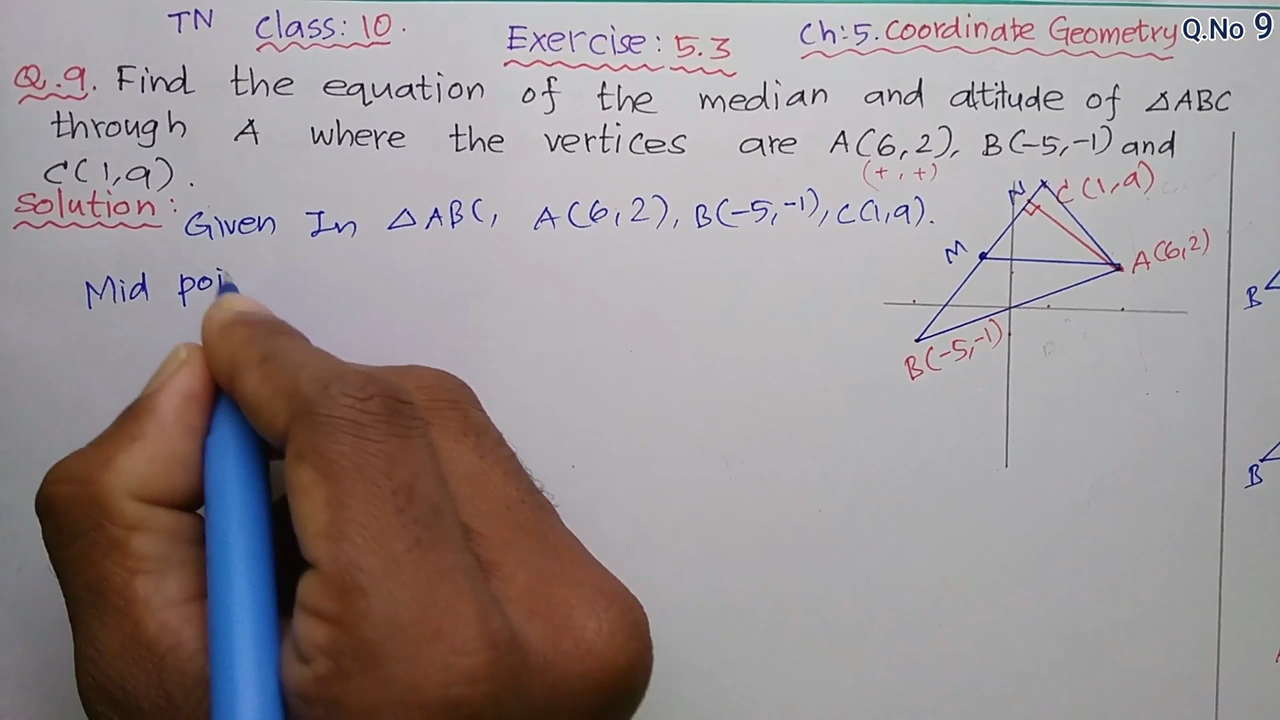 TN Class: 10. Exercise: 5.3 Ch: 5. Coordinate Geometry Q.No 9
Q.9. Find the equation of the median and altitude of △ABC
through A where the vertices are A(6,2), B(-5,-1) and
C(1,9).
(+, +)
Solution: Given In △ABC, A(6,2), B(-5,-1), C(1,9).
N C(1,9)
M A(6,2)
Mid poi
B
B(-5,-1)
B